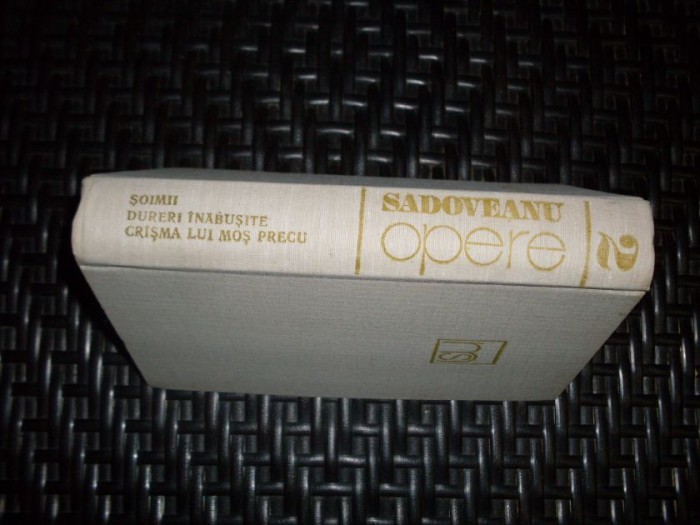 ŞOIMII
DURERI ÎNĂBUŞITE
CRÎŞMA LUI MOŞ PRECU
SADOVEANU
opere
2